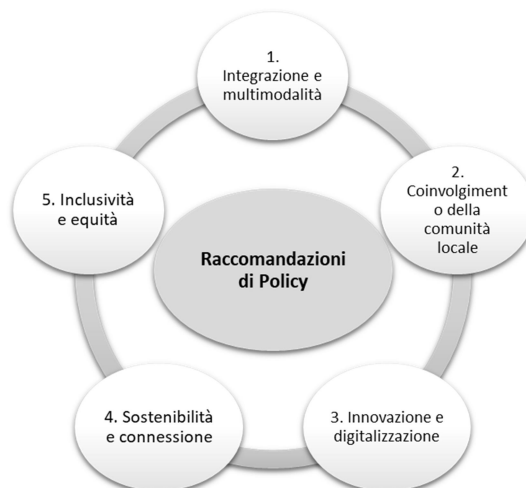 1.
Integrazione e
multimodalità
2.
Coinvolgiment
o della
comunità
locale
5. Inclusività
e equità
Raccomandazioni
di Policy
4. Sostenibilità
e connessione
3. Innovazione e
digitalizzazione